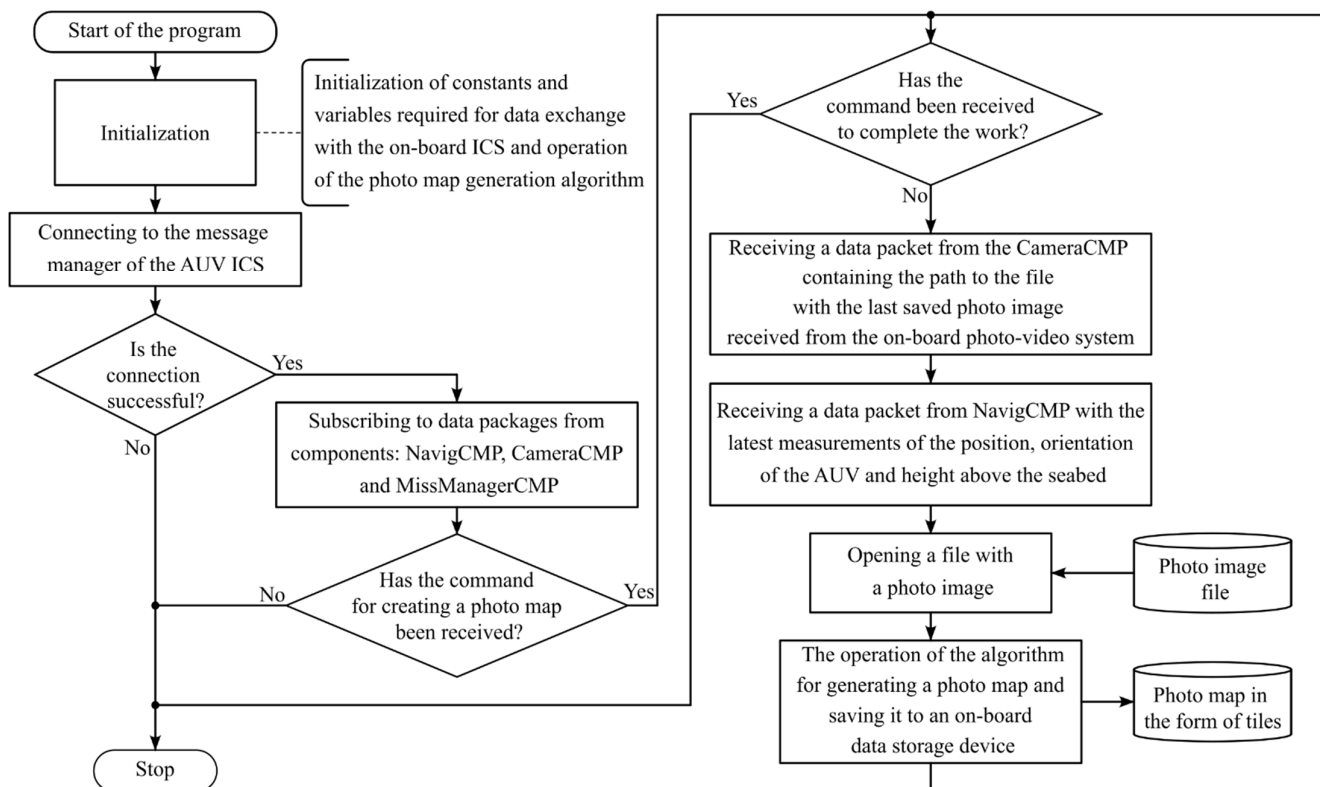 Start of the program
Initialization
Initialization of constants and
variables required for data exchange
with the on-board ICS and operation
of the photo map generation algorithm
Connecting to the message
manager of the AUV ICS
Is the
connection
successful?
Yes
No
Subscribing to data packages from
components: NavigCMP, CameraCMP
and MissManagerCMP
Has the command
for creating a photo map
been received?
No
Yes
Stop
Has the
command been received
to complete the work?
Yes
No
Receiving a data packet from the CameraCMP
containing the path to the file
with the last saved photo image
received from the on-board photo-video system
Receiving a data packet from NavigCMP with the
latest measurements of the position, orientation
of the AUV and height above the seabed
Opening a file with
a photo image
Photo image
file
The operation of the algorithm
for generating a photo map and
saving it to an on-board
data storage device
Photo map in
the form of tiles